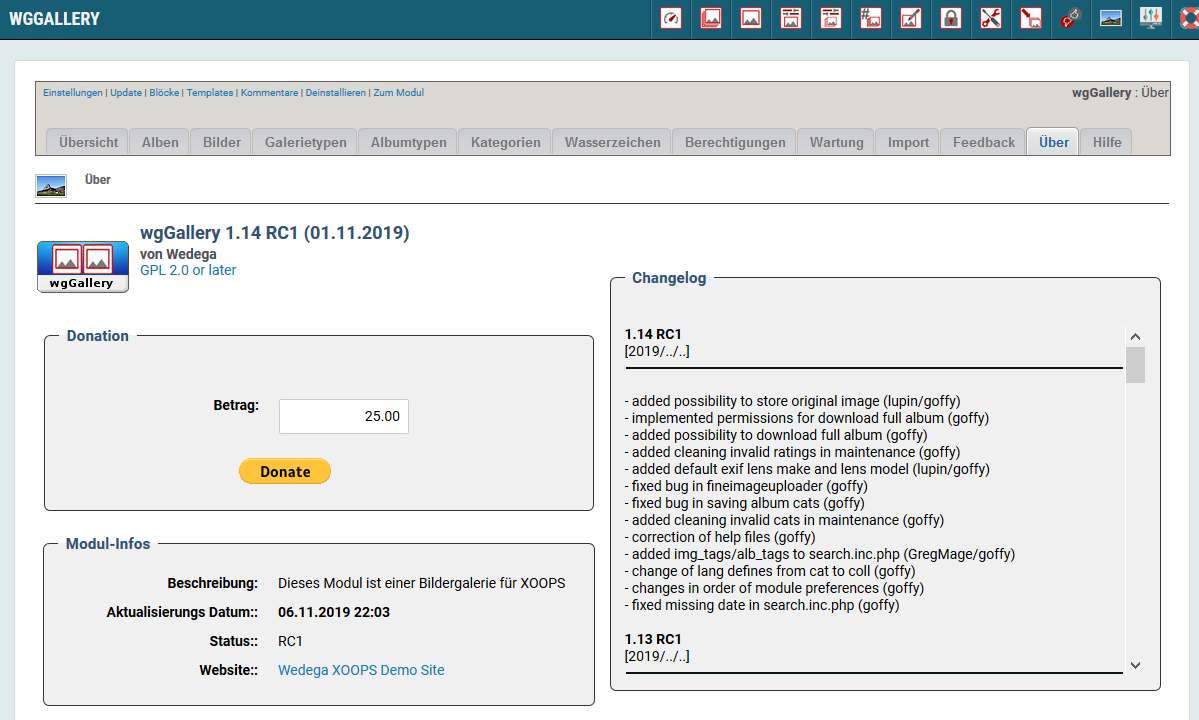 WGGALLERY
Einstellungen | Update | Blöcke | Templates | Kommentare | Deinstallieren | Zum Modul
wgGallery : Über
Übersicht Alben Bilder Galerietypen Albumtypen Kategorien Wasserzeichen Berechtigungen Wartung Import Feedback Über Hilfe
Über
wgGallery 1.14 RC1 (01.11.2019)
von Wedega
GPL 2.0 or later
wgGallery
Donation
Betrag: 25.00
Donate
Modul-Infos
Beschreibung: Dieses Modul ist einer Bildergalerie für XOOPS
Aktualisierungs Datum:: 06.11.2019 22:03
Status:: RC1
Website:: Wedega XOOPS Demo Site
Changelog
1.14 RC1
[2019/../..]
- added possibility to store original image (lupin/goffy)
- implemented permissions for download full album (goffy)
- added possibility to download full album (goffy)
- added cleaning invalid ratings in maintenance (goffy)
- added default exif lens make and lens model (lupin/goffy)
- fixed bug in fineimageuploader (goffy)
- fixed bug in saving album cats (goffy)
- added cleaning invalid cats in maintenance (goffy)
- correction of help files (goffy)
- added img_tags/alb_tags to search.inc.php (GregMage/goffy)
- change of lang defines from cat to coll (goffy)
- changes in order of module preferences (goffy)
- fixed missing date in search.inc.php (goffy)
1.13 RC1
[2019/../..]